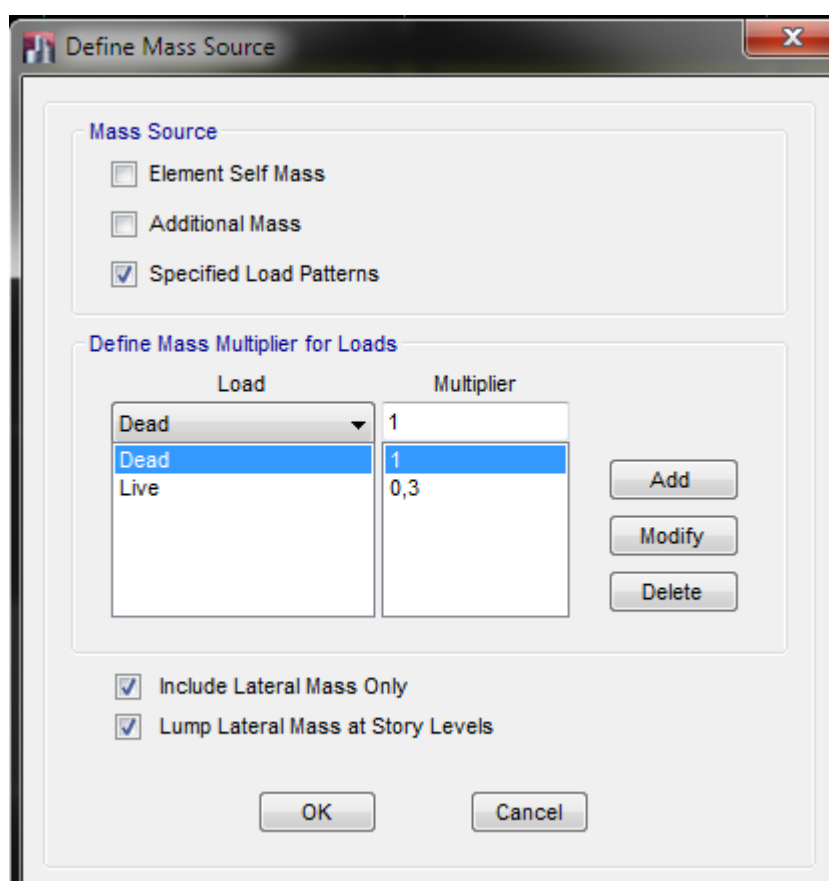 Define Mass Source
Mass Source
Element Self Mass
Additional Mass
Specified Load Patterns
Define Mass Multiplier for Loads
Load Multiplier
Dead 1
Dead 1
Live 0,3
Add
Modify
Delete
Include Lateral Mass Only
Lump Lateral Mass at Story Levels
OK Cancel